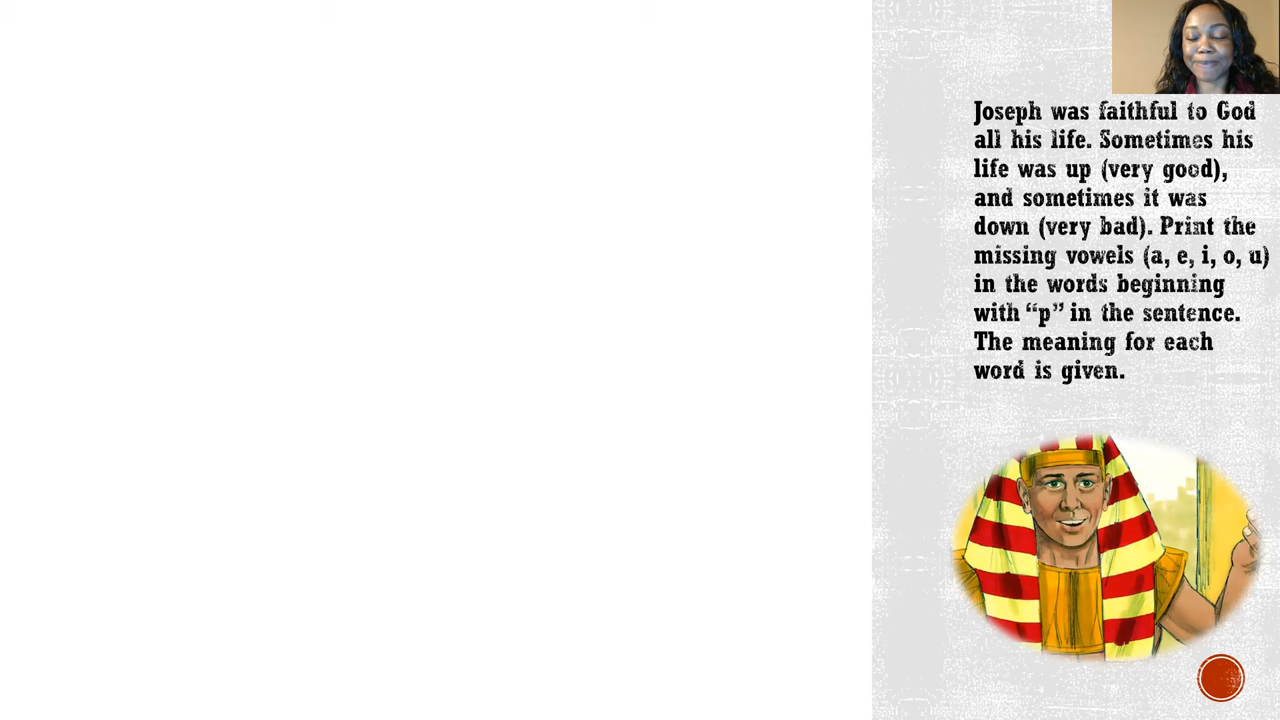 Joseph was faithful to God
all his life. Sometimes his
life was up (very good),
and sometimes it was
down (very bad). Print the
missing vowels (a, e, i, o, u)
in the words beginning
with “p” in the sentence.
The meaning for each
word is given.